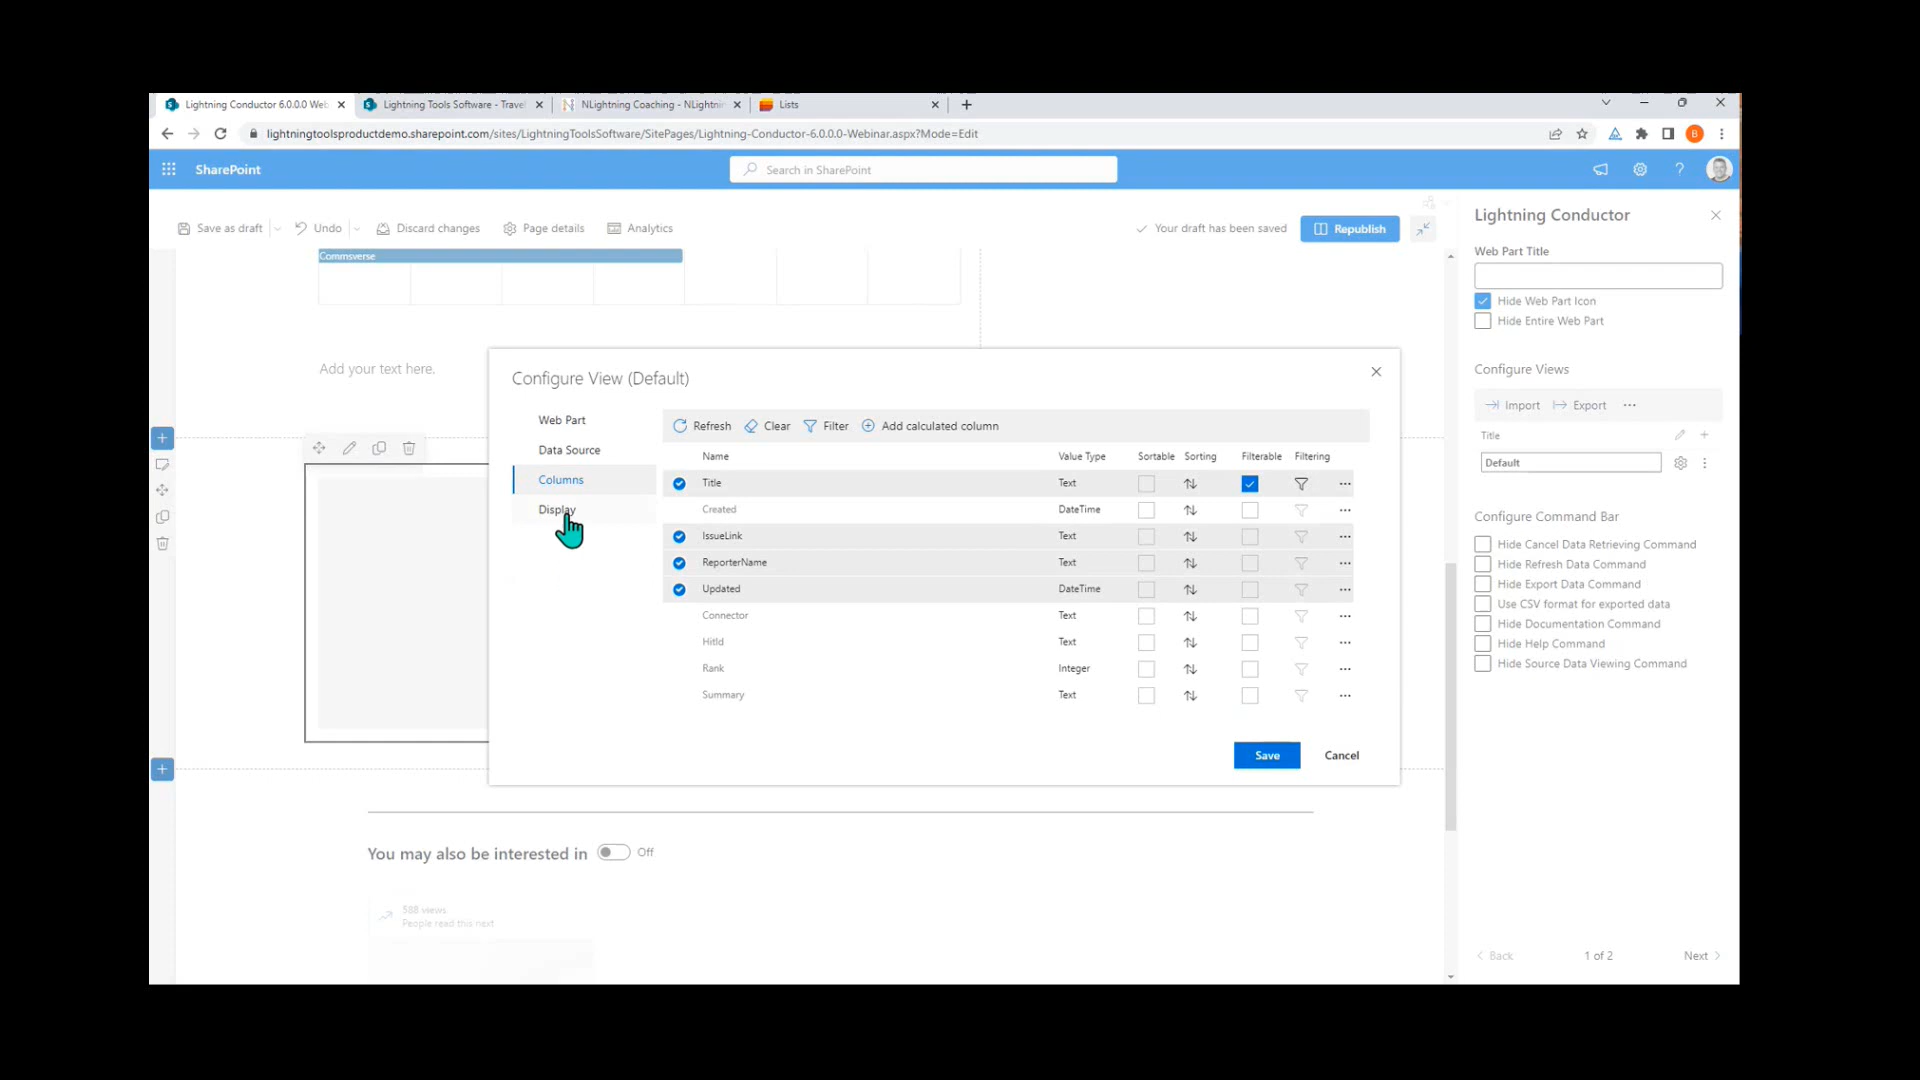 Lightning Conductor 6.0.0.0 Web
Lightning Tools Software - Travel
NLightning Coaching - NLightnin
Lists
lightningtoolsproductdemo.sharepoint.com/sites/LightningToolsSoftware/SitePages/Lightning-Conductor-6.0.0.0-Webinar.aspx?Mode=Edit
B
SharePoint
Search in SharePoint
?
Save as draft
Undo
Discard changes
Page details
Analytics
Your draft has been saved
Republish
Commsverse
Add your text here.
Configure View (Default)
Web Part
Data Source
Columns
Display
Refresh
Clear
Filter
Add calculated column
Name Value Type Sortable Sorting Filterable Filtering
Title Text
Created DateTime
IssueLink Text
ReporterName Text
Updated DateTime
Connector Text
HitId Text
Rank Integer
Summary Text
Save
Cancel
You may also be interested in
Off
588 views
People read this next
Lightning Conductor
Web Part Title
Hide Web Part Icon
Hide Entire Web Part
Configure Views
Import
Export
Title
Default
Configure Command Bar
Hide Cancel Data Retrieving Command
Hide Refresh Data Command
Hide Export Data Command
Use CSV format for exported data
Hide Documentation Command
Hide Help Command
Hide Source Data Viewing Command
Back
1 of 2
Next